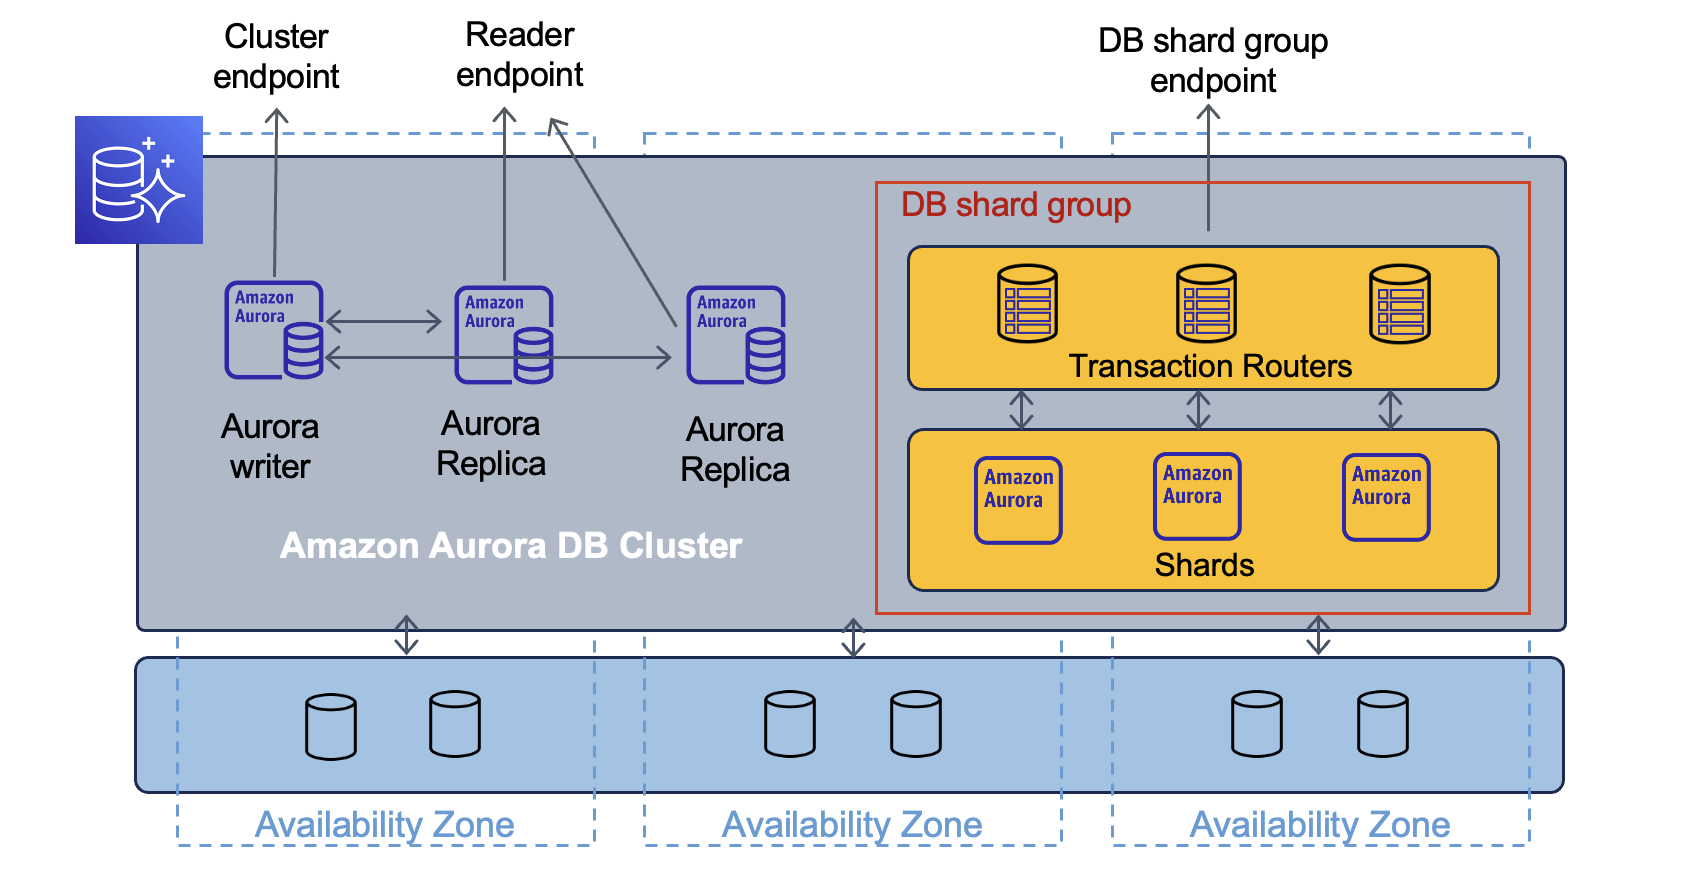 Cluster
endpoint
Reader
endpoint
DB shard group
endpoint
DB shard group
Amazon
Aurora
Amazon
Aurora
Amazon
Aurora
Transaction Routers
Aurora
writer
Aurora
Replica
Aurora
Replica
Amazon
Aurora
Amazon
Aurora
Amazon
Aurora
Amazon Aurora DB Cluster
Shards
Availability Zone
Availability Zone
Availability Zone